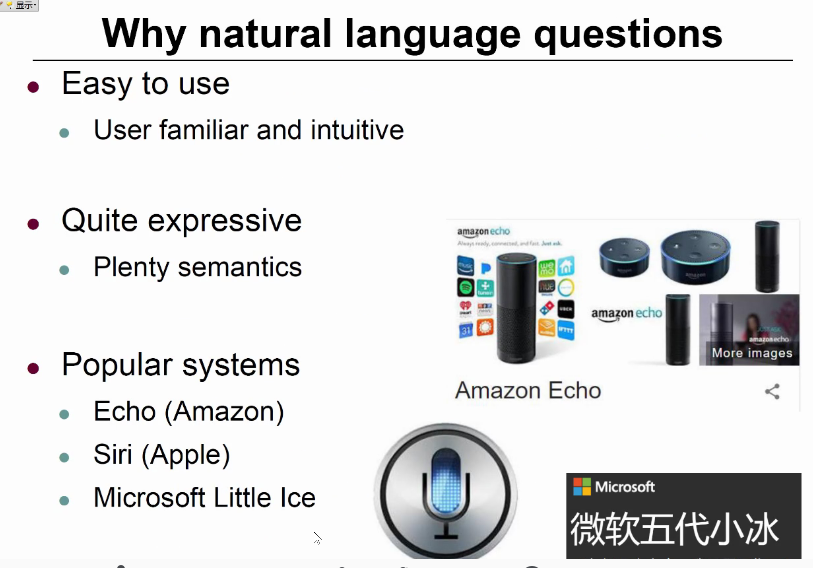 显示
Why natural language questions
Easy to use
User familiar and intuitive
Quite expressive
Plenty semantics
Popular systems
Echo (Amazon)
Siri (Apple)
Microsoft Little Ice
amazon echo
Always ready, connected, and fast. Just ask.
amazon echo
More images
Amazon Echo
Microsoft
微软五代小冰